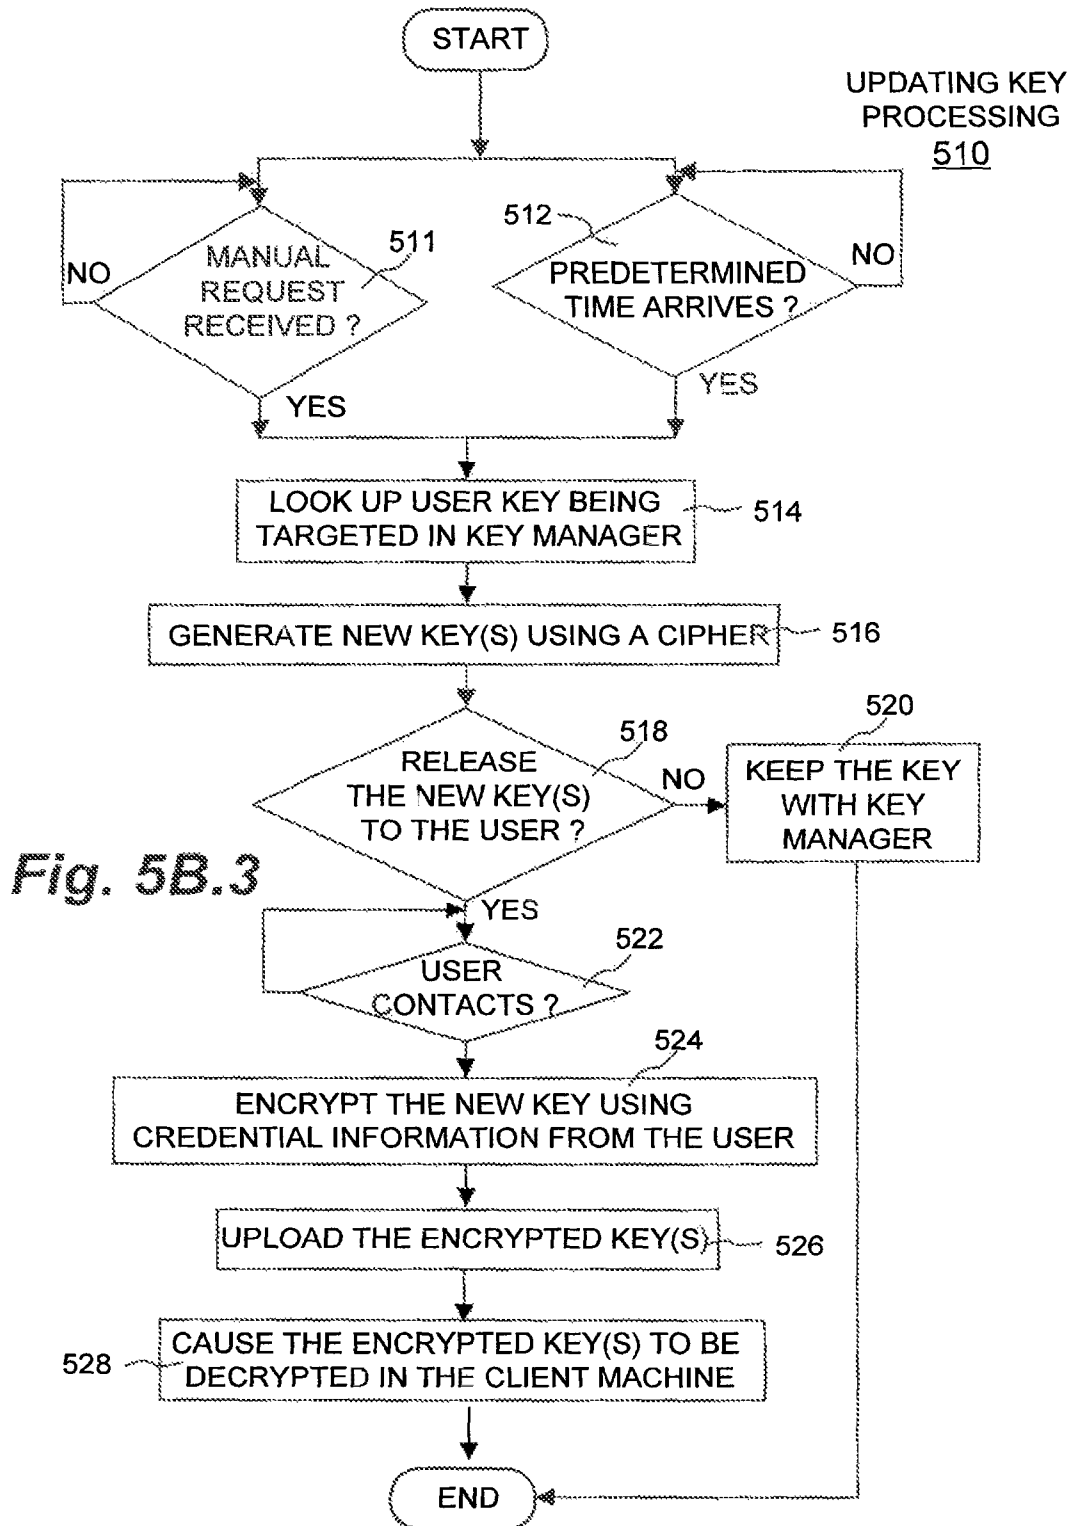 START
UPDATING KEY
PROCESSING
510
512
511
NO
MANUAL
REQUEST
RECEIVED ?
PREDETERMINED
TIME ARRIVES ?
NO
YES
YES
LOOK UP USER KEY BEING
TARGETED IN KEY MANAGER
514
GENERATE NEW KEY(S) USING A CIPHER
516
518
RELEASE
THE NEW KEY(S)
TO THE USER ?
NO
520
KEEP THE KEY
WITH KEY
MANAGER
Fig. 5B.3
YES
522
USER
CONTACTS ?
524
ENCRYPT THE NEW KEY USING
CREDENTIAL INFORMATION FROM THE USER
UPLOAD THE ENCRYPTED KEY(S)
526
CAUSE THE ENCRYPTED KEY(S) TO BE
DECRYPTED IN THE CLIENT MACHINE
528
END